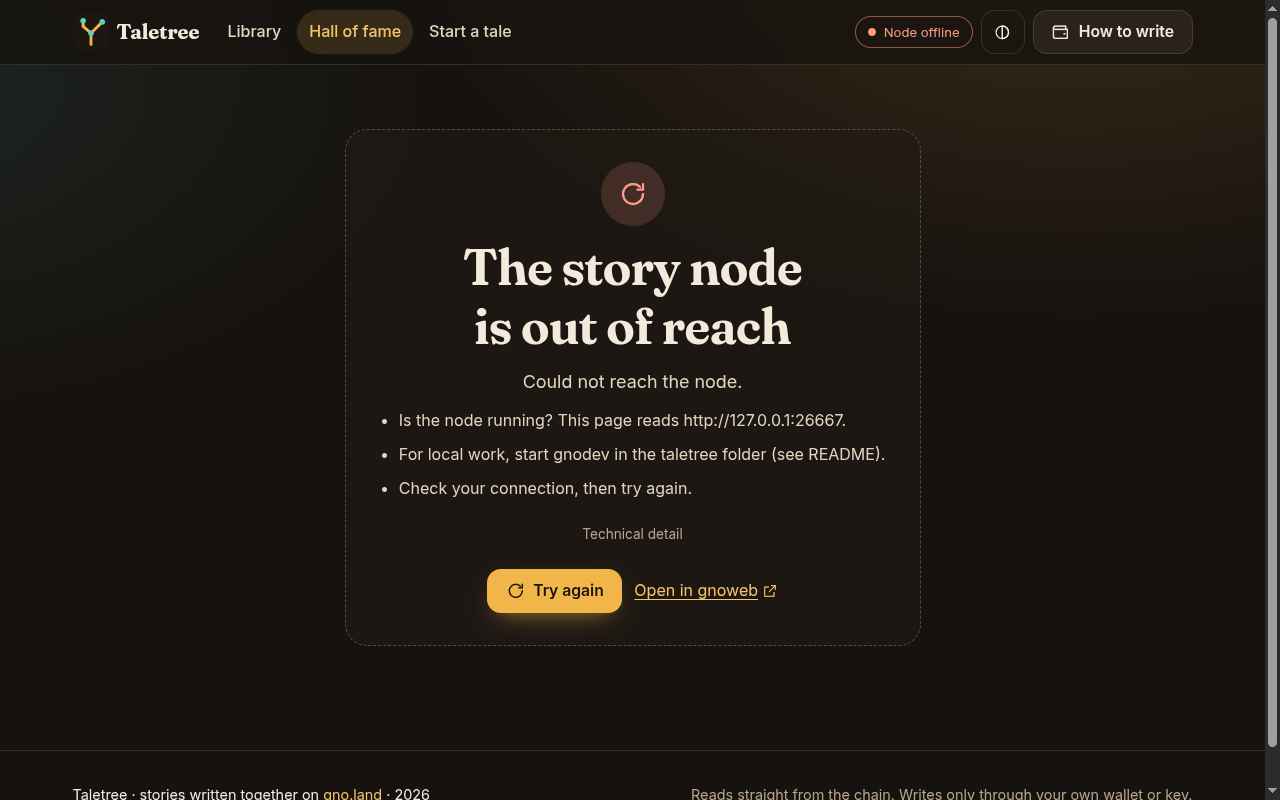 Taletree
Library
Hall of fame
Start a tale
Node offline
How to write
The story node
is out of reach
Could not reach the node.
• Is the node running? This page reads http://127.0.0.1:26667.
• For local work, start gnodev in the taletree folder (see README).
• Check your connection, then try again.
Technical detail
Try again
Open in gnoweb
Taletree · stories written together on gno.land · 2026
Reads straight from the chain. Writes only through your own wallet or key.